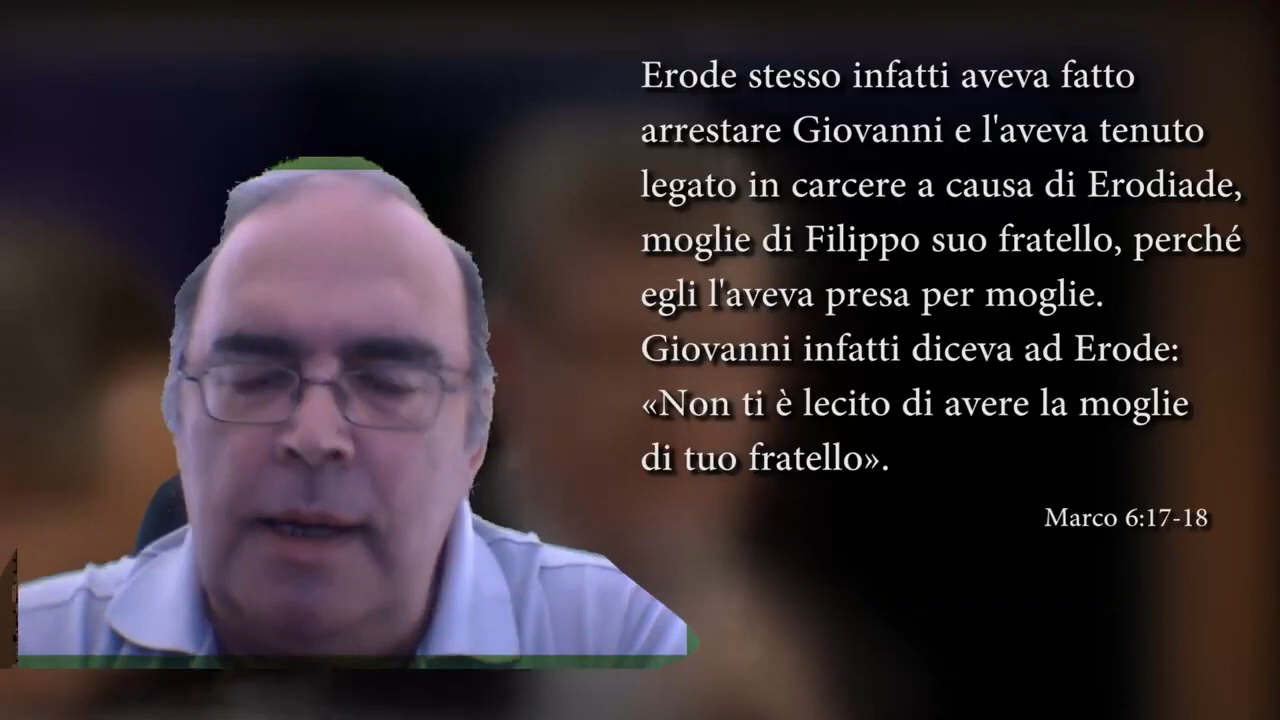 Erode stesso infatti aveva fatto
arrestare Giovanni e l'aveva tenuto
legato in carcere a causa di Erodiade,
moglie di Filippo suo fratello, perché
egli l'aveva presa per moglie.
Giovanni infatti diceva ad Erode:
«Non ti è lecito di avere la moglie
di tuo fratello».
Marco 6:17-18